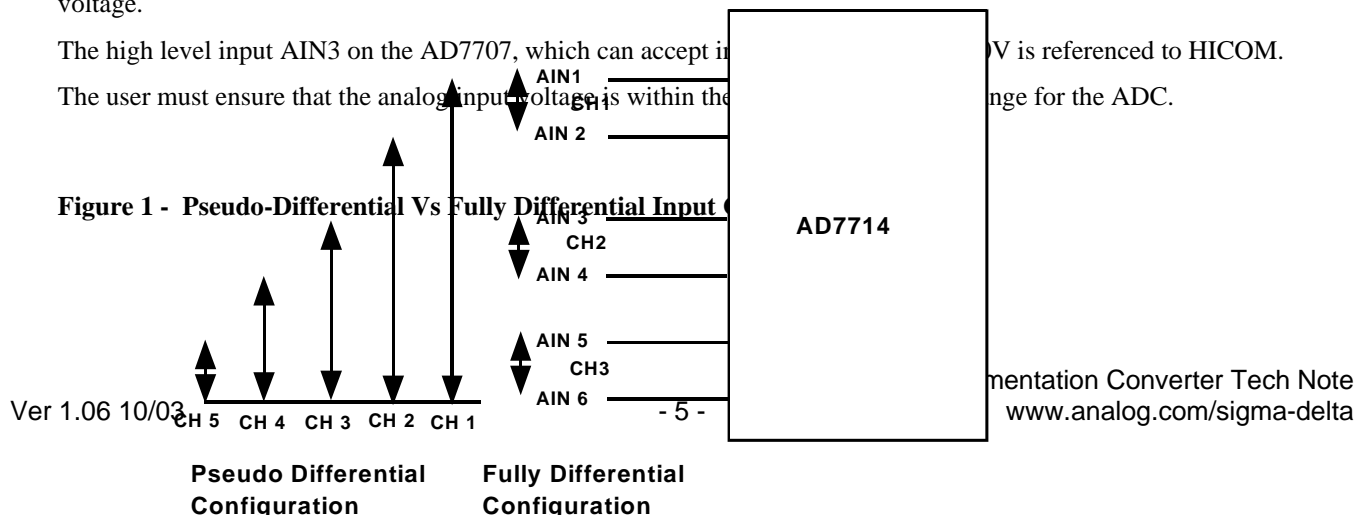 voltage.
The high level input AIN3 on the AD7707, which can accept
V is referenced to HICOM.
The user must ensure that the analog input voltage is within the
for the ADC.
Figure 1 - Pseudo-Differential Vs Fully Differential Input
AIN1
CH1
AIN 2
AIN 3
CH2
AIN 4
AIN 5
CH3
AIN 6
AD7714
CH 5 CH 4 CH 3 CH 2 CH 1
Pseudo Differential
Configuration
Fully Differential
Configuration
Ver 1.06 10/03
- 5 -
Converter Tech Note
www.analog.com/sigma-delta